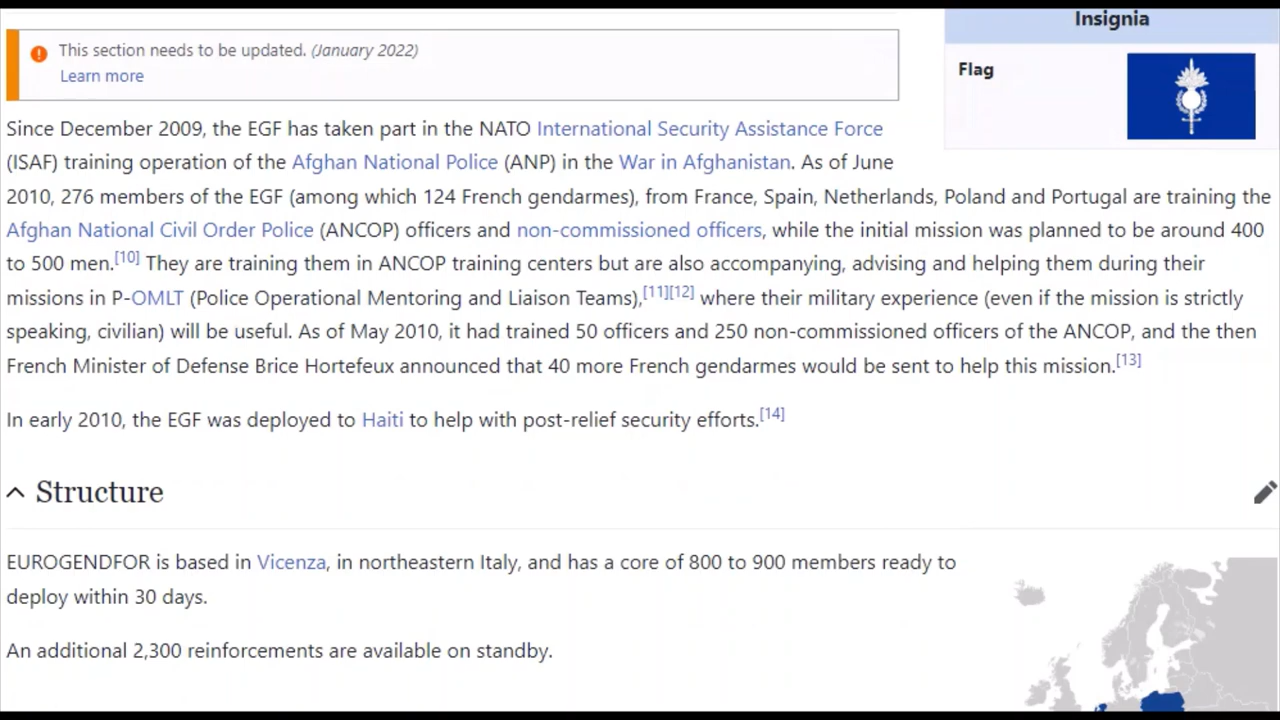 Insignia
This section needs to be updated. (January 2022)
Learn more
Flag
Since December 2009, the EGF has taken part in the NATO International Security Assistance Force
(ISAF) training operation of the Afghan National Police (ANP) in the War in Afghanistan. As of June
2010, 276 members of the EGF (among which 124 French gendarmes), from France, Spain, Netherlands, Poland and Portugal are training the
Afghan National Civil Order Police (ANCOP) officers and non-commissioned officers, while the initial mission was planned to be around 400
to 500 men.[10] They are training them in ANCOP training centers but are also accompanying, advising and helping them during their
missions in P-OMLT (Police Operational Mentoring and Liaison Teams),[11][12] where their military experience (even if the mission is strictly
speaking, civilian) will be useful. As of May 2010, it had trained 50 officers and 250 non-commissioned officers of the ANCOP, and the then
French Minister of Defense Brice Hortefeux announced that 40 more French gendarmes would be sent to help this mission.[13]
In early 2010, the EGF was deployed to Haiti to help with post-relief security efforts.[14]
Structure
EUROGENDFOR is based in Vicenza, in northeastern Italy, and has a core of 800 to 900 members ready to
deploy within 30 days.
An additional 2,300 reinforcements are available on standby.